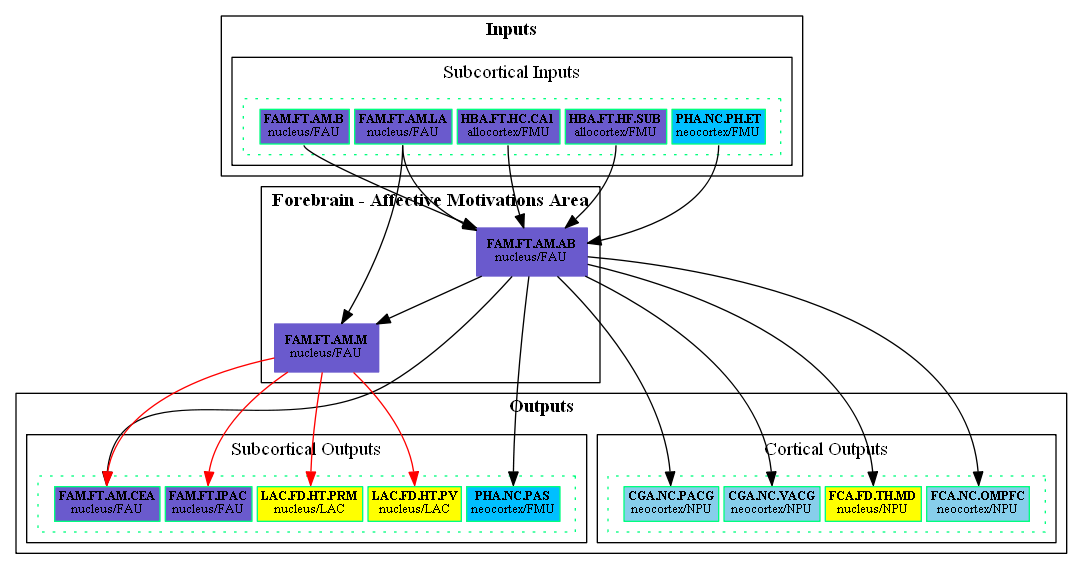 Inputs
Subcortical Inputs
FAM.FT.AM.B
nucleus/FAU
FAM.FT.AM.LA
nucleus/FAU
HBA.FT.HC.CA1
allocortex/FMU
HBA.FT.HF.SUB
allocortex/FMU
PHA.NC.PH.ET
neocortex/FMU
Forebrain - Affective Motivations Area
FAM.FT.AM.AB
nucleus/FAU
FAM.FT.AM.M
nucleus/FAU
Outputs
Subcortical Outputs
FAM.FT.AM.CEA
nucleus/FAU
FAM.FT.IPAC
nucleus/FAU
LAC.FD.HT.PRM
nucleus/LAC
LAC.FD.HT.PV
nucleus/LAC
PHA.NC.PAS
neocortex/FMU
Cortical Outputs
CGA.NC.PACG
neocortex/NPU
CGA.NC.VACG
neocortex/NPU
FCA.FD.TH.MD
nucleus/NPU
FCA.NC.OMPFC
neocortex/NPU